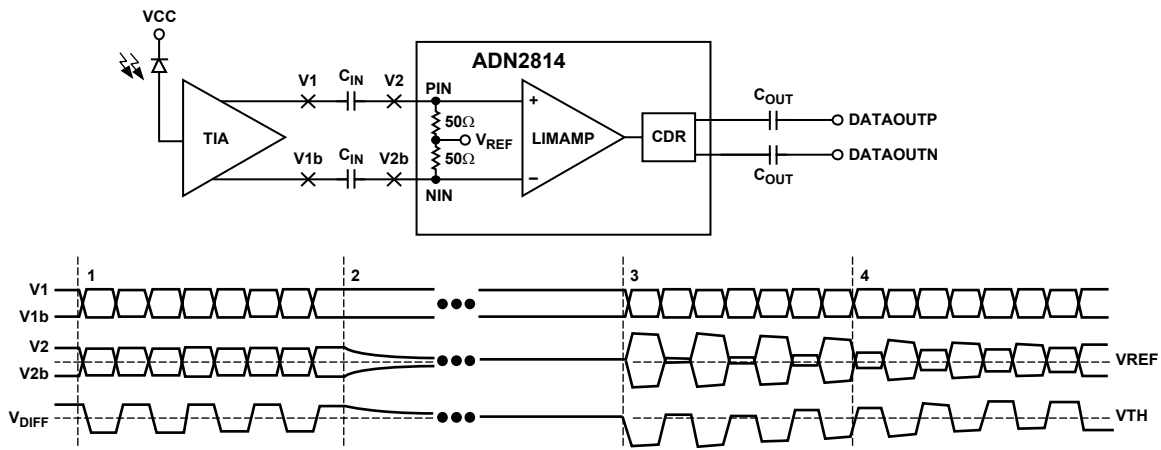 VCC
ADN2814
V1 C_IN V2 PIN
TIA
50Ω
V_REF
50Ω
+
LIMAMP
−
CDR
C_OUT
DATAOUTP
DATAOUTN
C_OUT
V1b C_IN V2b
NIN
1 2 3 4
V1
V1b
V2
VREF
V2b
V_DIFF
VTH